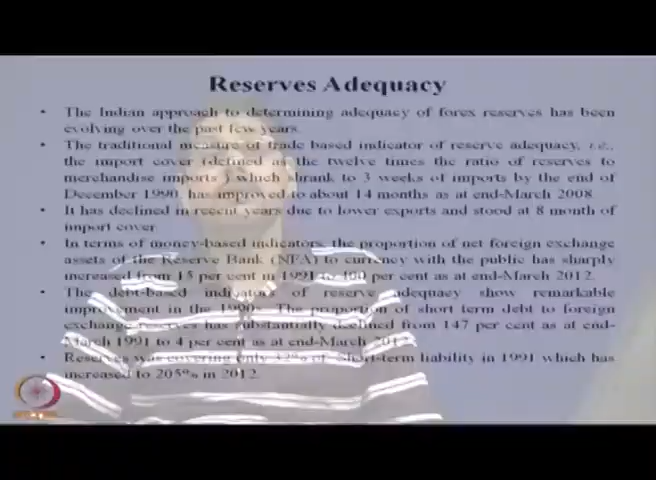 Reserves Adequacy
• The Indian approach to determining adequacy of forex reserves has been
evolving over the past few years.
• The traditional measure of trade based indicator of reserve adequacy, i.e.,
the import cover (defined as the twelve times the ratio of reserves to
merchandise imports ) which shrank to 3 weeks of imports by the end of
December 1990 has improved to about 14 months as at end-March 2008.
• It has declined in recent years due to lower exports and stood at 8 month of
import cover
• In terms of money-based indicators, the proportion of net foreign exchange
assets of the Reserve Bank (NFA) to currency with the public has sharply
increased from 15 per cent in 1991 to 400 per cent as at end-March 2012.
• The debt-based indicators of reserve adequacy show remarkable
improvement in the 1990s. The proportion of short term debt to foreign
exchange reserves has substantially declined from 147 per cent as at end-
March 1991 to 4 per cent as at end-March 2012
• Reserves was covering only of short-term liability in 1991 which has
increased to 205% in 2012.